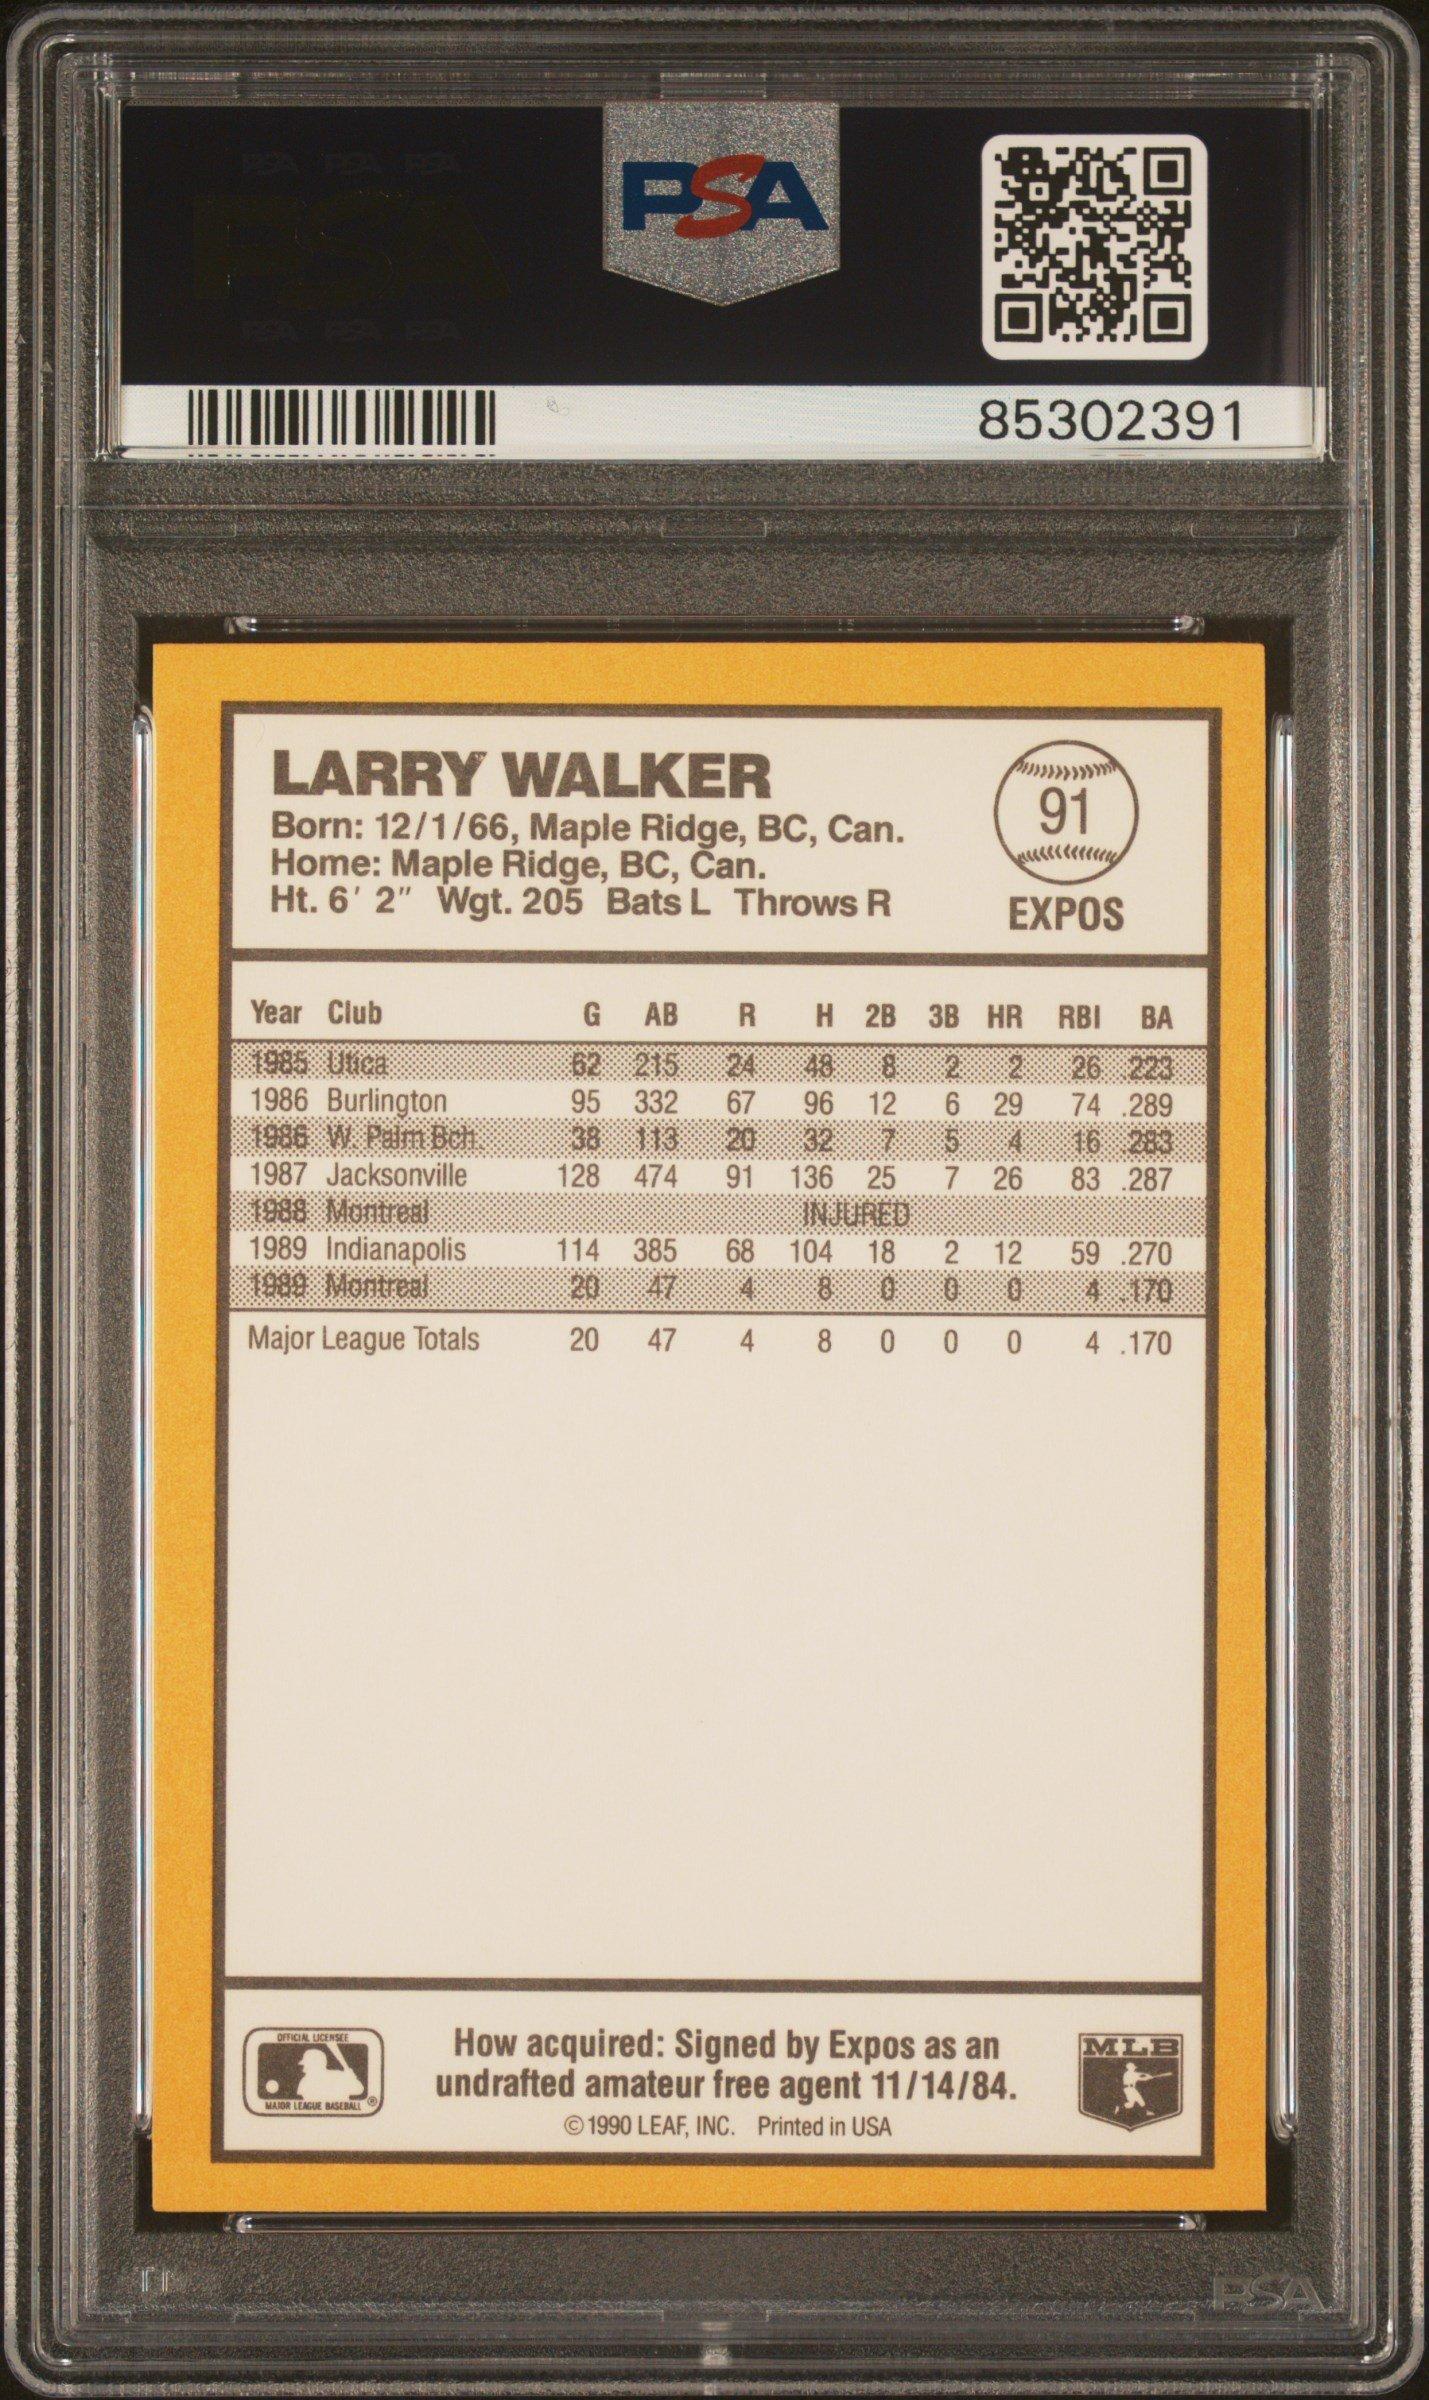 PSA
85302391
LARRY WALKER
Born: 12/1/66, Maple Ridge, BC, Can.
Home: Maple Ridge, BC, Can.
Ht. 6' 2" Wgt. 205 Bats L Throws R
91
EXPOS
Year Club G AB R H 2B 3B HR RBI BA
1985 Utica 62 215 24 48 8 2 2 26 .223
1986 Burlington 95 332 67 96 12 6 29 74 .289
1986 W. Palm Bch. 38 113 20 32 7 5 4 16 .283
1987 Jacksonville 128 474 91 136 25 7 26 83 .287
1988 Montreal INJURED
1989 Indianapolis 114 385 68 104 18 2 12 59 .270
1989 Montreal 20 47 4 8 0 0 0 4 .170
Major League Totals 20 47 4 8 0 0 0 4 .170
OFFICIAL LICENSEE
MAJOR LEAGUE BASEBALL ®
How acquired: Signed by Expos as an
undrafted amateur free agent 11/14/84.
© 1990 LEAF, INC. Printed in USA
MLB
PSA